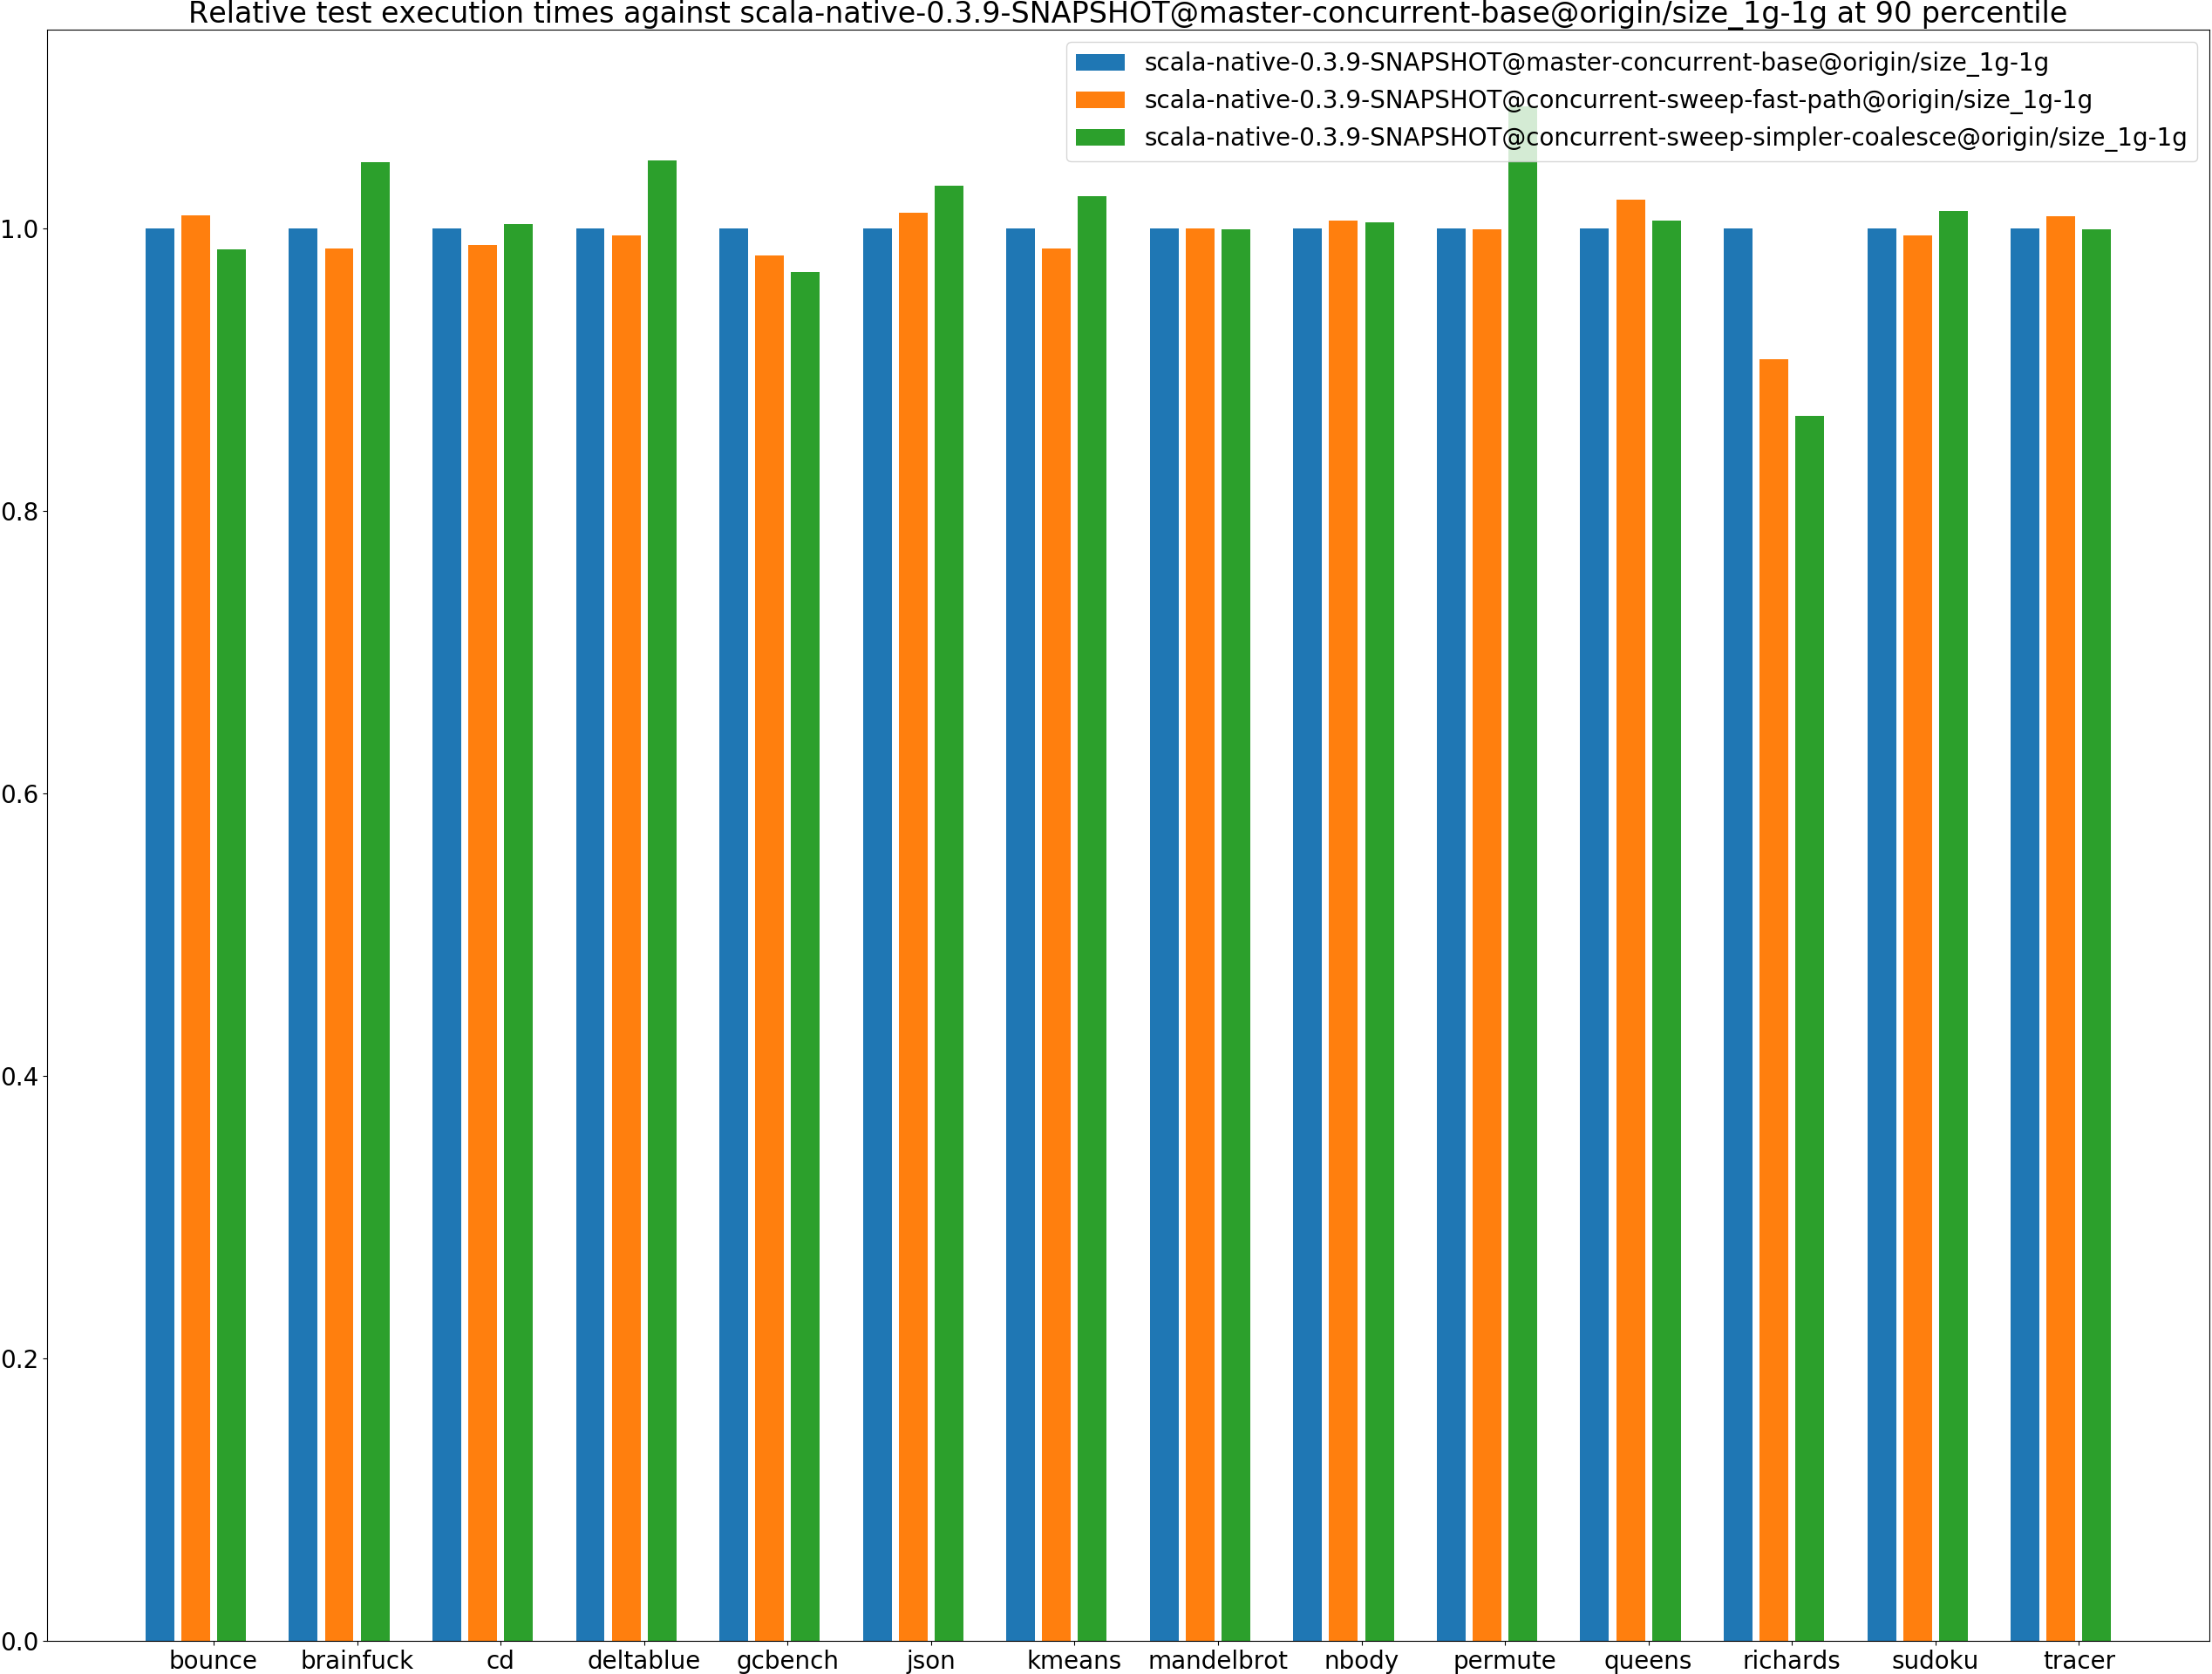 Relative test execution times against scala-native-0.3.9-SNAPSHOT@master-concurrent-base@origin/size_1g-1g at 90 percentile
scala-native-0.3.9-SNAPSHOT@master-concurrent-base@origin/size_1g-1g
scala-native-0.3.9-SNAPSHOT@concurrent-sweep-fast-path@origin/size_1g-1g
scala-native-0.3.9-SNAPSHOT@concurrent-sweep-simpler-coalesce@origin/size_1g-1g
1.0
0.8
0.6
0.4
0.2
0.0
bounce brainfuck cd deltablue gcbench json kmeans mandelbrot nbody permute queens richards sudoku tracer